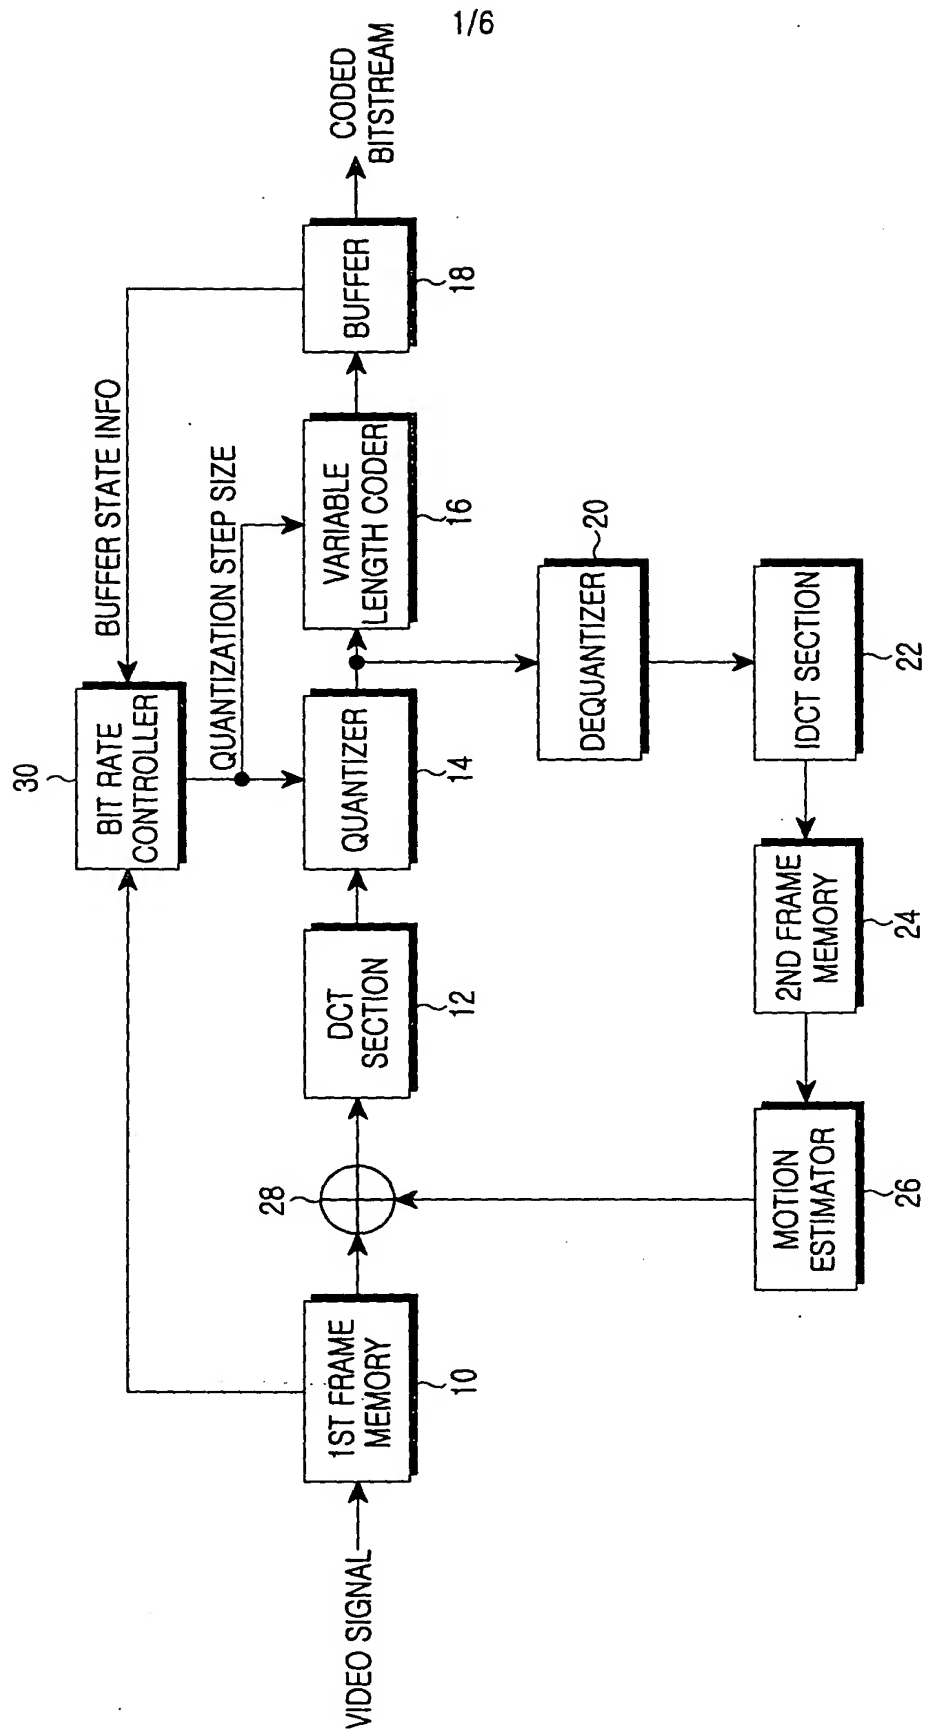 1/6
VIDEO SIGNAL
1ST FRAME
MEMORY
10
28
DCT
SECTION
12
30
BIT RATE
CONTROLLER
BUFFER STATE INFO
QUANTIZATION STEP SIZE
QUANTIZER
14
VARIABLE
LENGTH CODER
16
BUFFER
18
CODED
BITSTREAM
DEQUANTIZER
20
IDCT SECTION
22
2ND FRAME
MEMORY
24
MOTION
ESTIMATOR
26